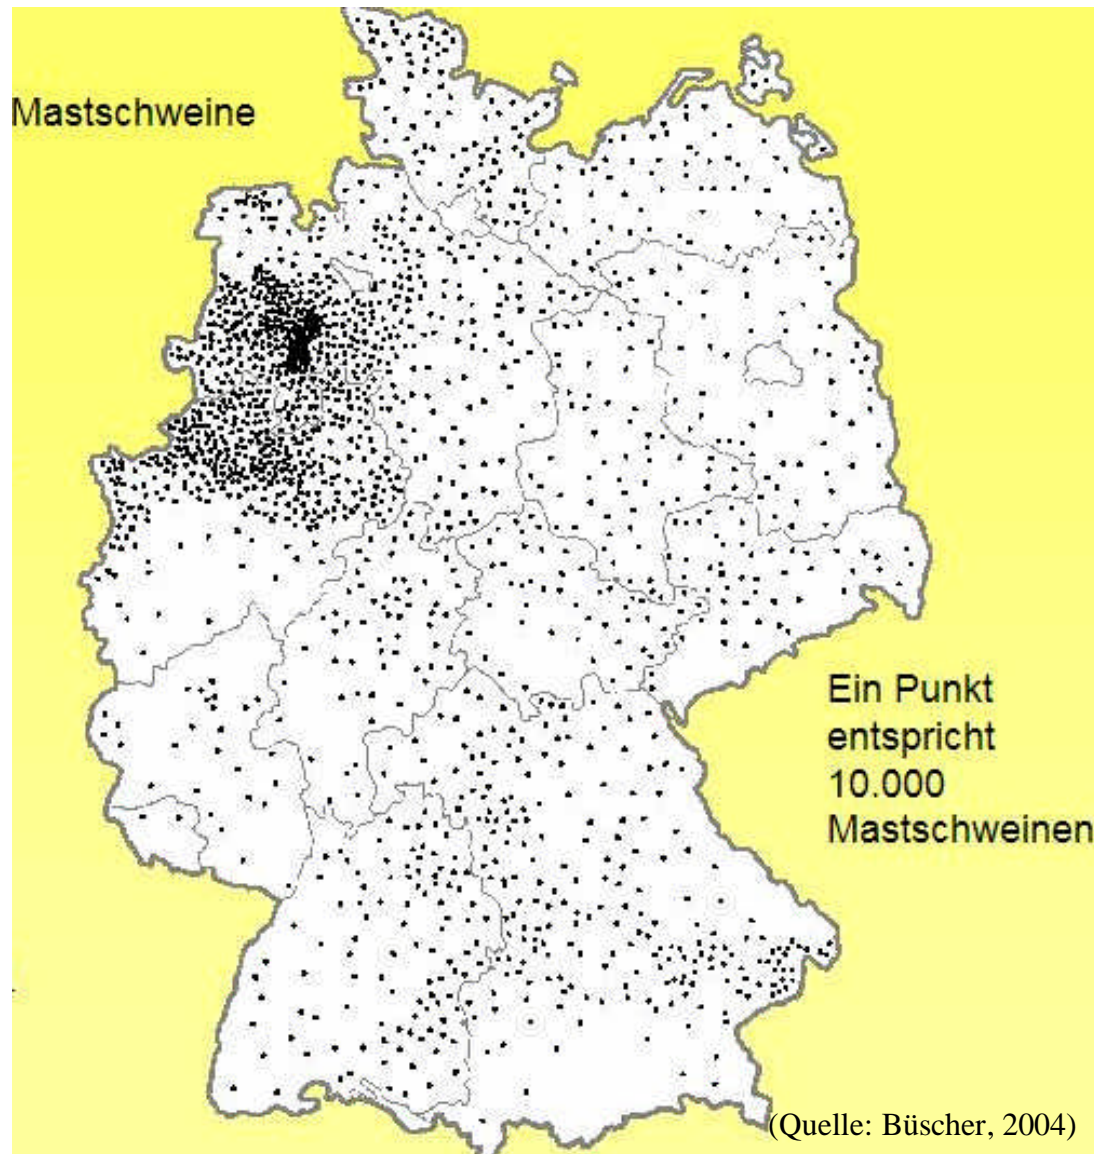 Mastschweine
Ein Punkt
entspricht
10.000
Mastschweinen
(Quelle: Büscher, 2004)